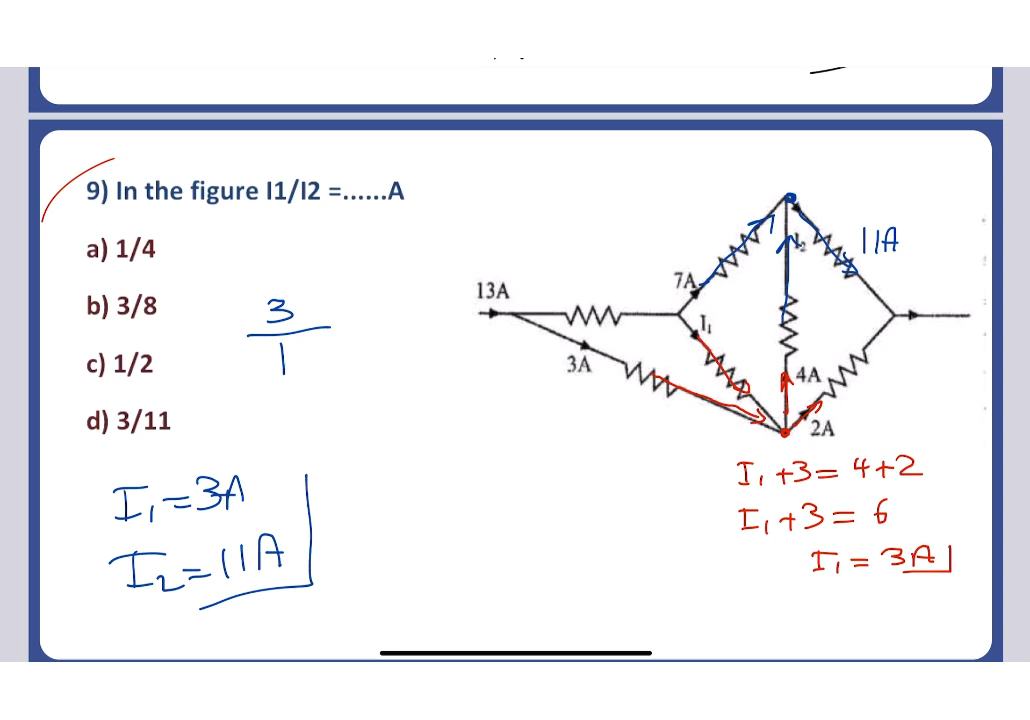 9) In the figure I1/I2 =......A
a) 1/4
b) 3/8
c) 1/2
d) 3/11
3
1
I₁ = 3A
I₂ = 11A
13A
3A
7A
I₁
I₂
11A
4A
2A
I₁ + 3 = 4 + 2
I₁ + 3 = 6
I₁ = 3A